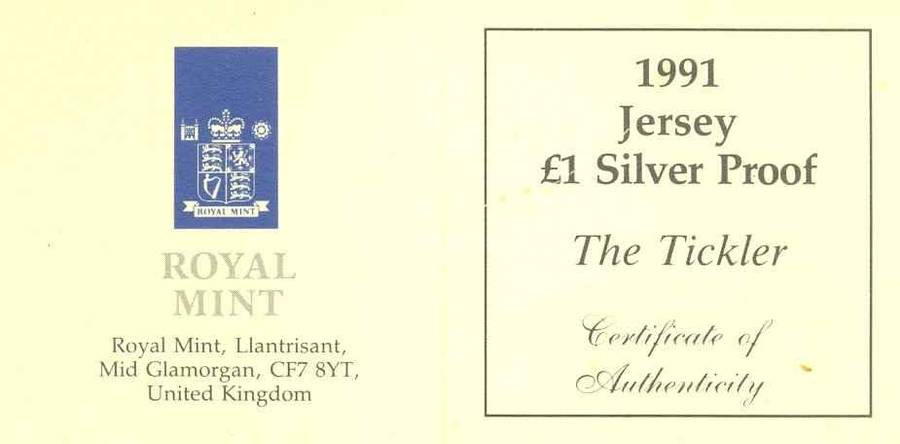 ROYAL MINT
ROYAL
MINT
Royal Mint, Llantrisant,
Mid Glamorgan, CF7 8YT,
United Kingdom
1991
Jersey
£1 Silver Proof
The Tickler
Certificate of
Authenticity